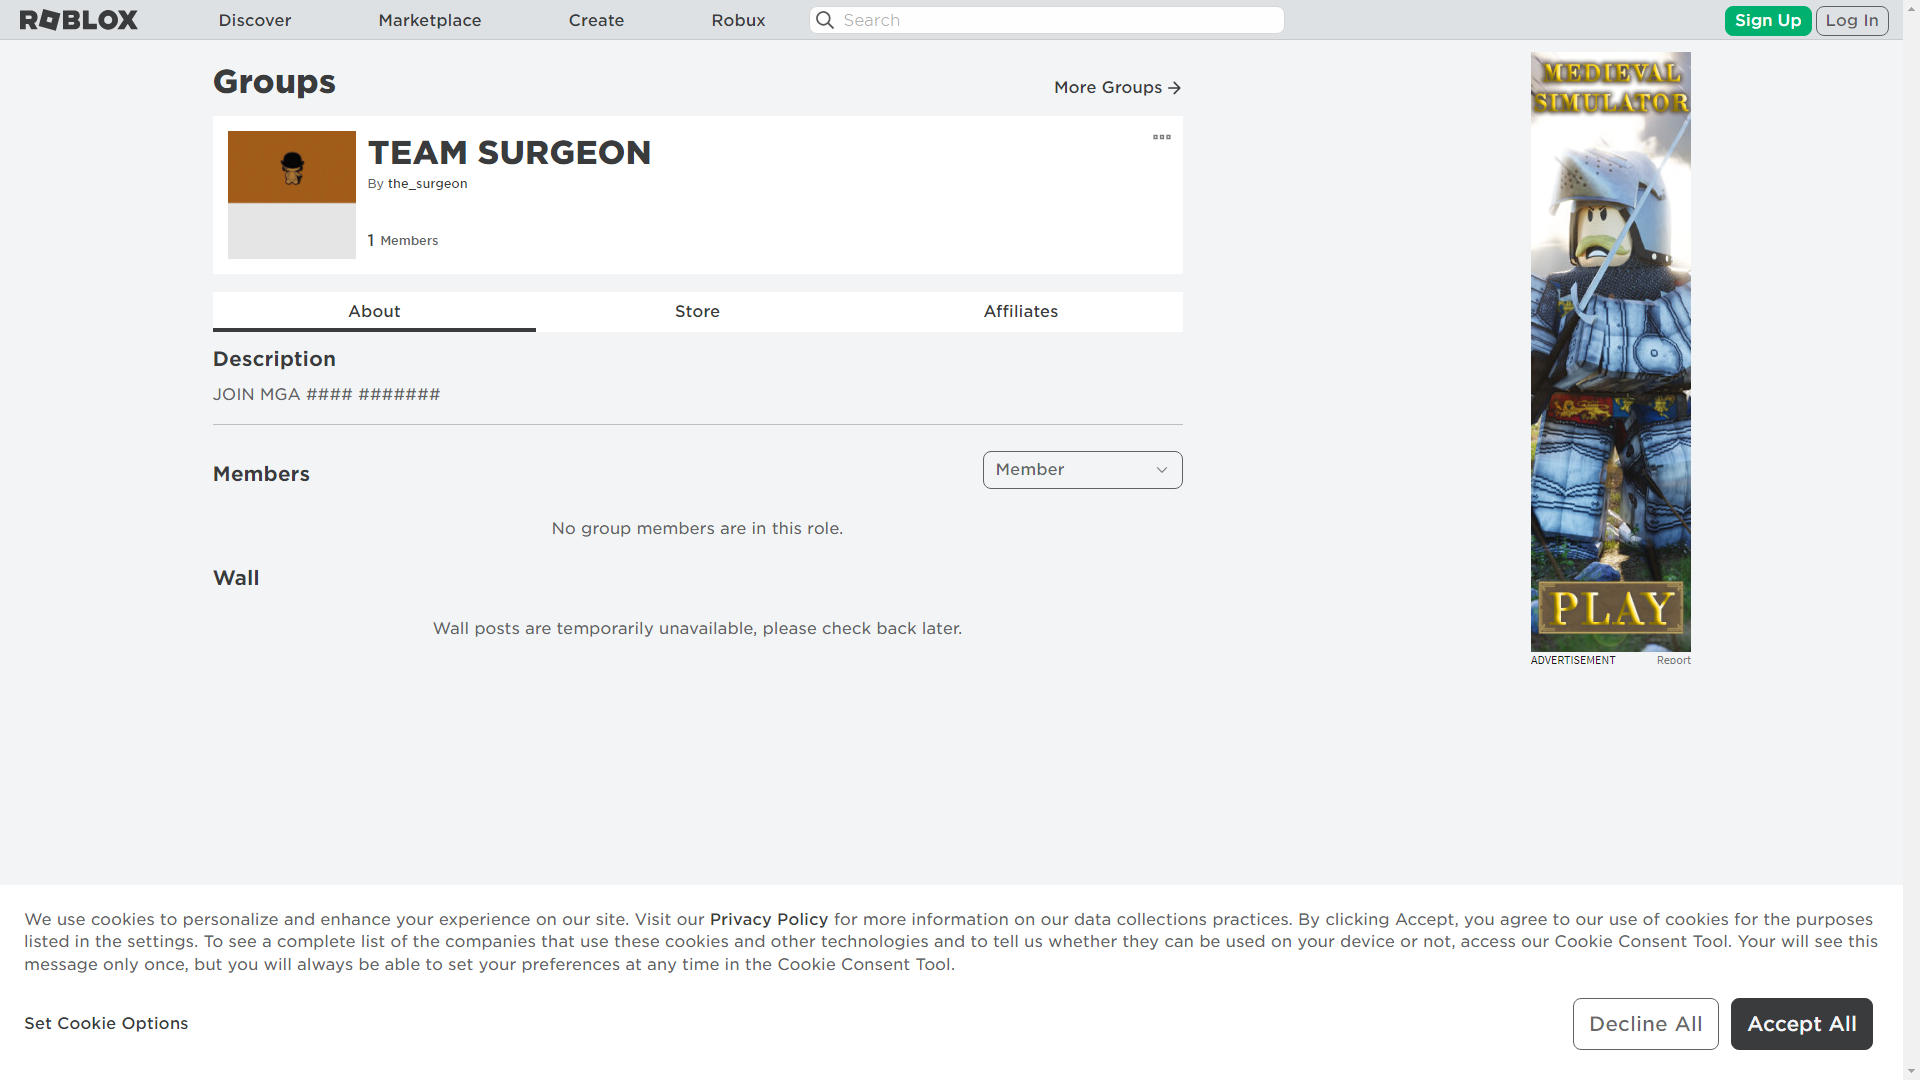 ROBLOX
Discover
Marketplace
Create
Robux
Search
Sign Up
Log In
Groups
More Groups
TEAM SURGEON
By the_surgeon
1 Members
About
Store
Affiliates
Description
JOIN MGA #### #######
Members
Member
No group members are in this role.
Wall
Wall posts are temporarily unavailable, please check back later.
MEDIEVAL
SIMULATOR
PLAY
ADVERTISEMENT
Report
We use cookies to personalize and enhance your experience on our site. Visit our Privacy Policy for more information on our data collections practices. By clicking Accept, you agree to our use of cookies for the purposes
listed in the settings. To see a complete list of the companies that use these cookies and other technologies and to tell us whether they can be used on your device or not, access our Cookie Consent Tool. Your will see this
message only once, but you will always be able to set your preferences at any time in the Cookie Consent Tool.
Set Cookie Options
Decline All
Accept All